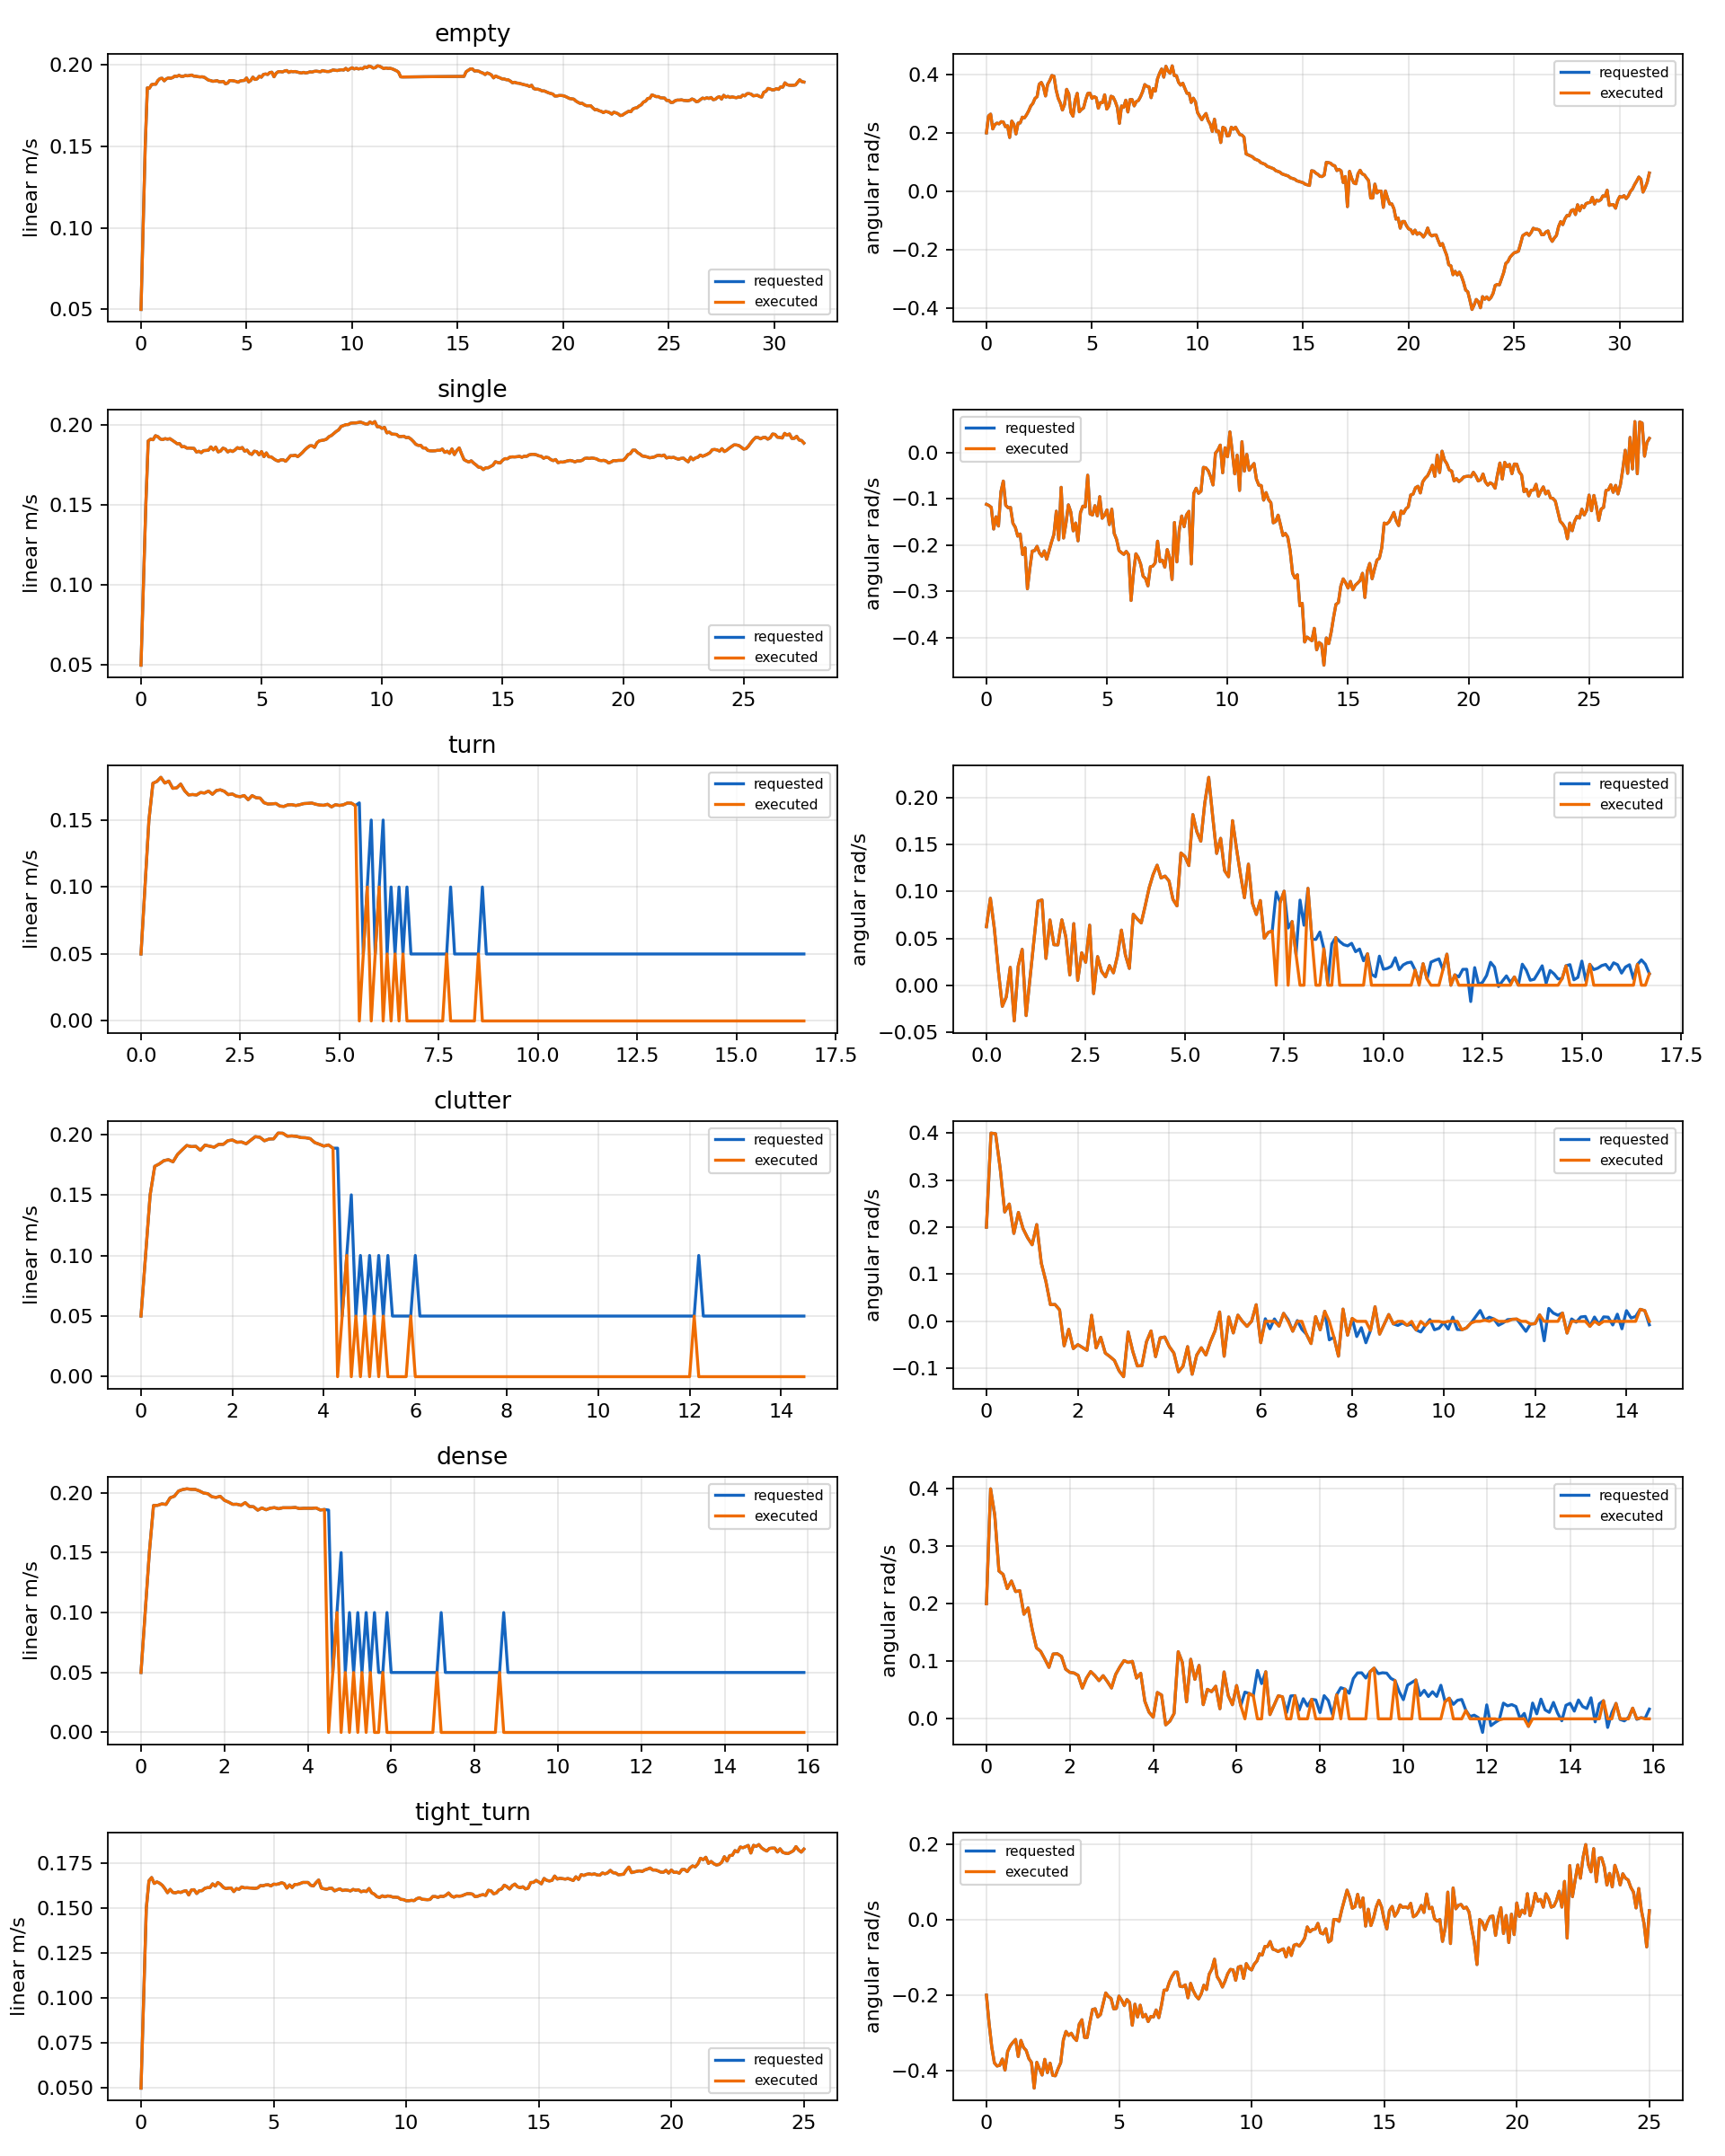 empty
linear m/s
0.20
0.15
0.10
0.05
0 5 10 15 20 25 30
requested
executed
angular rad/s
0.4
0.2
0.0
−0.2
−0.4
0 5 10 15 20 25 30
requested
executed
single
linear m/s
0.20
0.15
0.10
0.05
0 5 10 15 20 25
requested
executed
angular rad/s
0.0
−0.1
−0.2
−0.3
−0.4
0 5 10 15 20 25
requested
executed
turn
linear m/s
0.15
0.10
0.05
0.00
0.0 2.5 5.0 7.5 10.0 12.5 15.0 17.5
requested
executed
angular rad/s
0.20
0.15
0.10
0.05
0.00
−0.05
0.0 2.5 5.0 7.5 10.0 12.5 15.0 17.5
requested
executed
clutter
linear m/s
0.20
0.15
0.10
0.05
0.00
0 2 4 6 8 10 12 14
requested
executed
angular rad/s
0.4
0.3
0.2
0.1
0.0
−0.1
0 2 4 6 8 10 12 14
requested
executed
dense
linear m/s
0.20
0.15
0.10
0.05
0.00
0 2 4 6 8 10 12 14 16
requested
executed
angular rad/s
0.4
0.3
0.2
0.1
0.0
0 2 4 6 8 10 12 14 16
requested
executed
tight_turn
linear m/s
0.175
0.150
0.125
0.100
0.075
0.050
0 5 10 15 20 25
requested
executed
angular rad/s
0.2
0.0
−0.2
−0.4
0 5 10 15 20 25
requested
executed